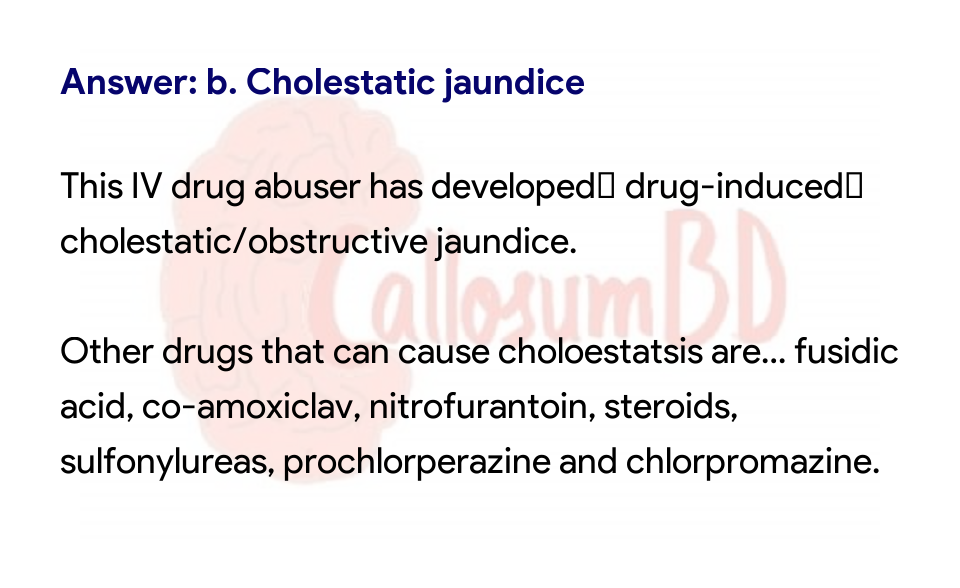 Answer: b. Cholestatic jaundice
This IV drug abuser has developed▯ drug-induced▯
cholestatic/obstructive jaundice.
CallosumBD
Other drugs that can cause choloestatsis are... fusidic
acid, co-amoxiclav, nitrofurantoin, steroids,
sulfonylureas, prochlorperazine and chlorpromazine.